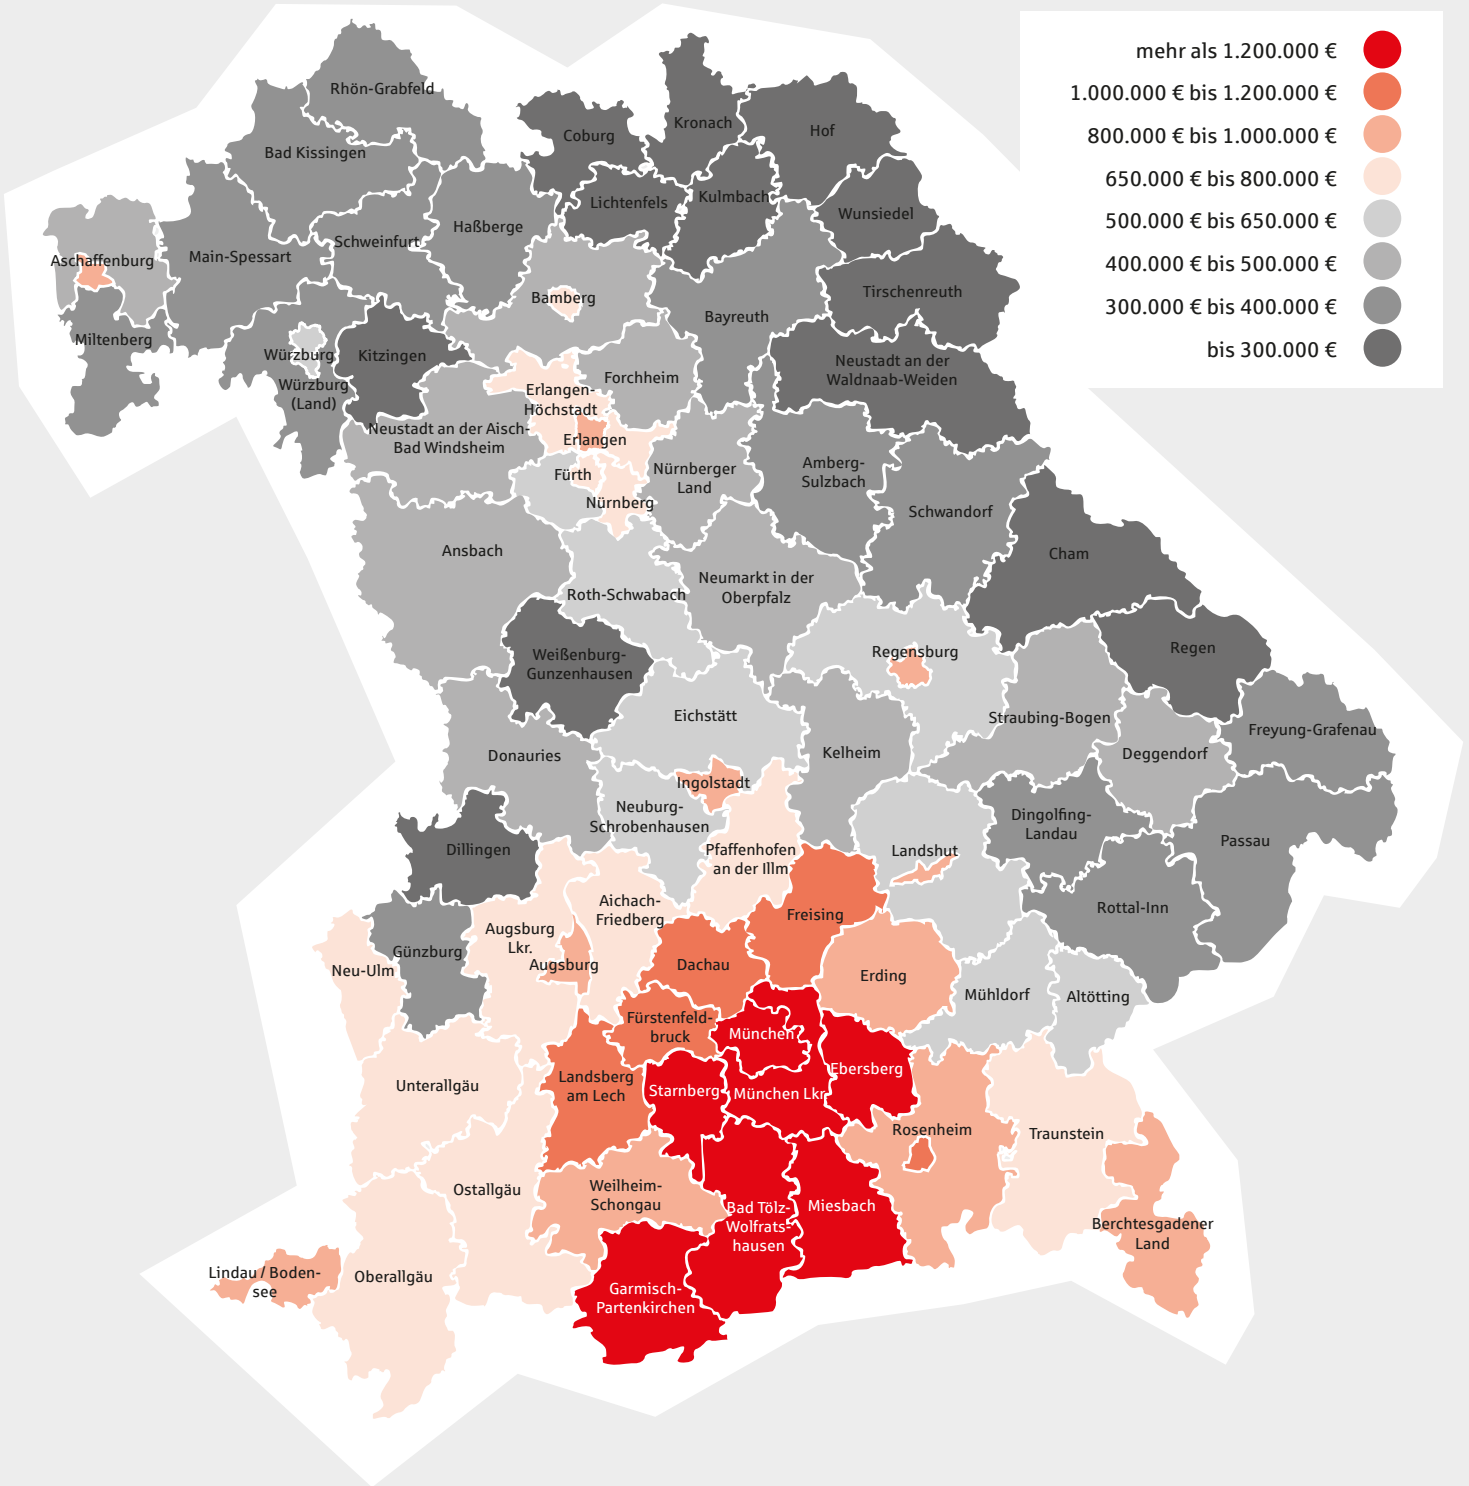 mehr als 1.200.000 €
1.000.000 € bis 1.200.000 €
800.000 € bis 1.000.000 €
650.000 € bis 800.000 €
500.000 € bis 650.000 €
400.000 € bis 500.000 €
300.000 € bis 400.000 €
bis 300.000 €
Rhön-Grabfeld
Bad Kissingen
Coburg
Kronach
Hof
Lichtenfels
Kulmbach
Wunsiedel
Haßberge
Schweinfurt
Main-Spessart
Aschaffenburg
Miltenberg
Bamberg
Bayreuth
Tirschenreuth
Würzburg
Kitzingen
Würzburg
(Land)
Forchheim
Erlangen-
Höchstadt
Neustadt an der
Waldnaab-Weiden
Neustadt an der Aisch-
Bad Windsheim
Erlangen
Fürth
Nürnberg
Nürnberger
Land
Amberg-
Sulzbach
Schwandorf
Cham
Ansbach
Roth-Schwabach
Neumarkt in der
Oberpfalz
Weißenburg-
Gunzenhausen
Regensburg
Regen
Eichstätt
Straubing-Bogen
Freyung-Grafenau
Donauries
Kelheim
Deggendorf
Ingolstadt
Neuburg-
Schrobenhausen
Dingolfing-
Landau
Passau
Dillingen
Pfaffenhofen
an der Illm
Landshut
Rottal-Inn
Aichach-
Friedberg
Freising
Augsburg
Lkr.
Günzburg
Neu-Ulm
Augsburg
Dachau
Erding
Mühldorf
Altötting
Fürstenfeld-
bruck
München
Ebersberg
Unterallgäu
Landsberg
am Lech
Starnberg
München Lkr.
Rosenheim
Traunstein
Ostallgäu
Weilheim-
Schongau
Bad Tölz-
Wolfrats-
hausen
Miesbach
Berchtesgadener
Land
Lindau / Boden-
see
Oberallgäu
Garmisch-
Partenkirchen